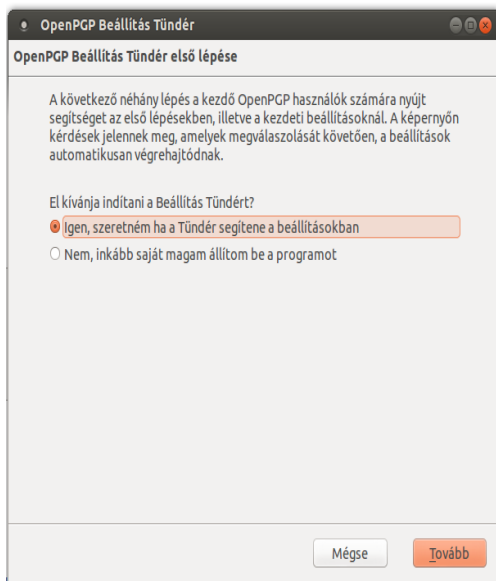 OpenPGP Beállítás Tündér
OpenPGP Beállítás Tündér első lépése
A következő néhány lépés a kezdő OpenPGP használók számára nyújt
segítséget az első lépésekben, illetve a kezdeti beállításoknál. A képernyőn
kérdések jelennek meg, amelyek megválaszolását követően, a beállítások
automatikusan végrehajtódnak.
El kívánja indítani a Beállítás Tündért?
Igen, szeretném ha a Tündér segítene a beállításokban
Nem, inkább saját magam állítom be a programot
Mégse
Tovább